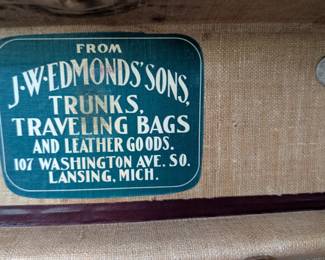 FROM
J.W. EDMONDS' SONS,
TRUNKS,
TRAVELING BAGS
AND LEATHER GOODS.
107 WASHINGTON AVE. SO.
LANSING, MICH.